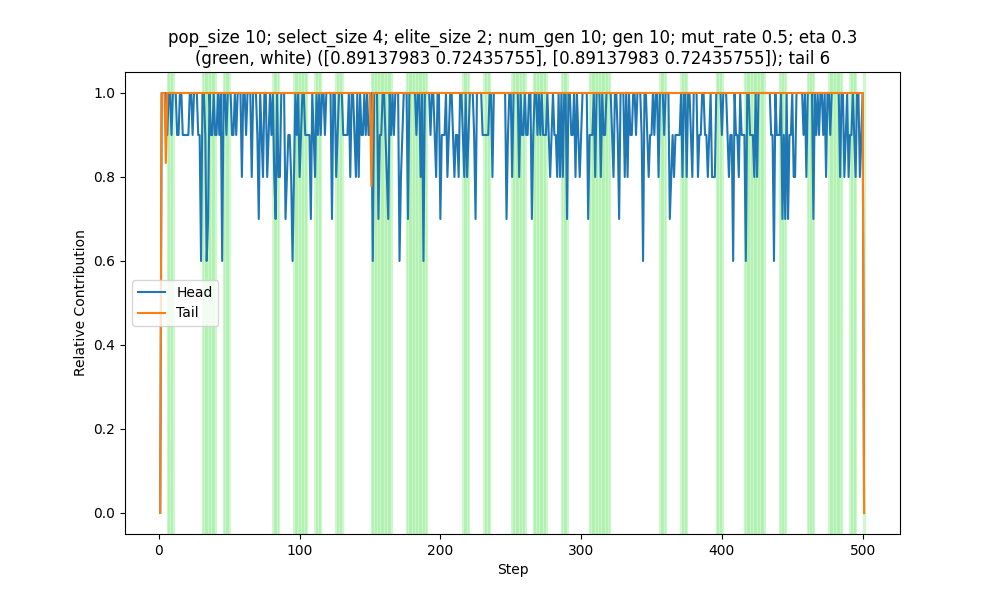 pop_size 10; select_size 4; elite_size 2; num_gen 10; gen 10; mut_rate 0.5; eta 0.3
(green, white) ([0.89137983 0.72435755], [0.89137983 0.72435755]); tail 6
1.0
0.8
0.6
0.4
0.2
0.0
Relative Contribution
Head
Tail
0
100
200
300
400
500
Step